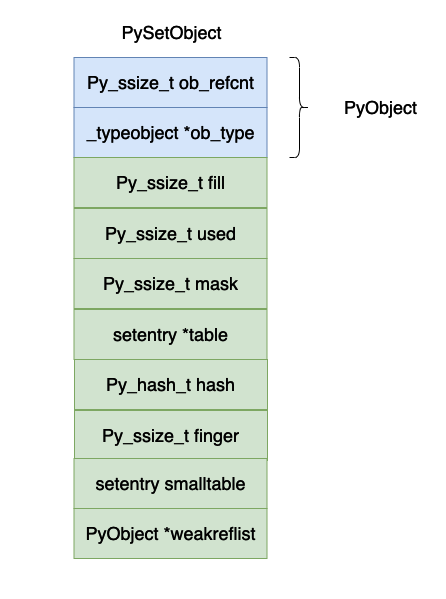 PySetObject
Py_ssize_t ob_refcnt
_typeobject *ob_type
PyObject
Py_ssize_t fill
Py_ssize_t used
Py_ssize_t mask
setentry *table
Py_hash_t hash
Py_ssize_t finger
setentry smalltable
PyObject *weakreflist